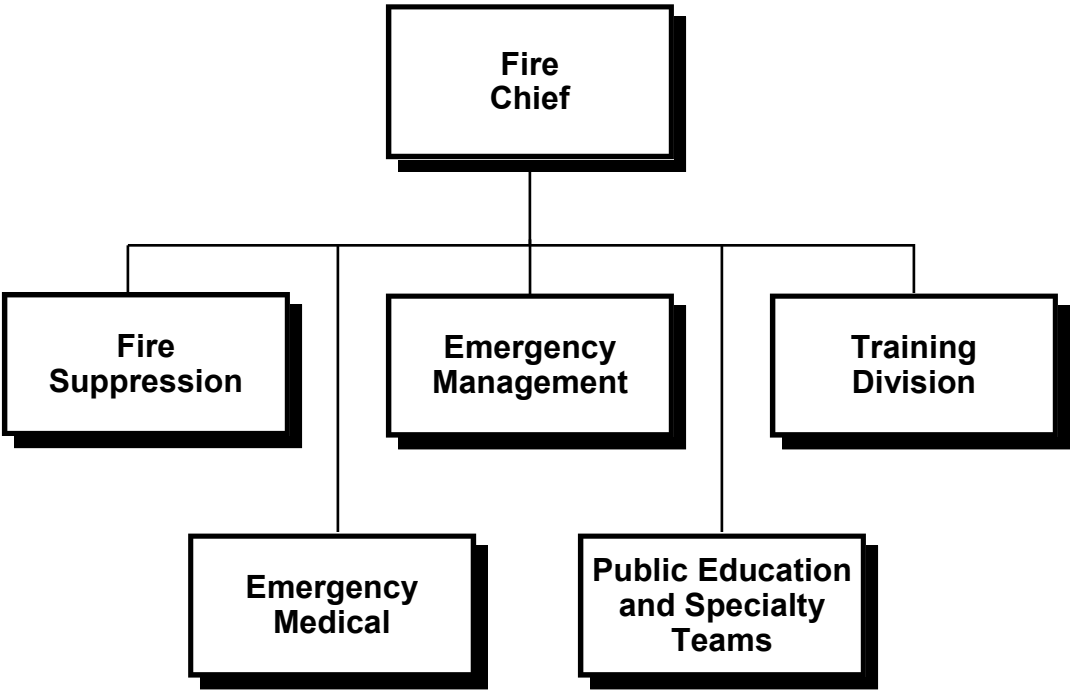 Fire
Chief
Fire
Suppression
Emergency
Management
Training
Division
Emergency
Medical
Public Education
and Specialty
Teams